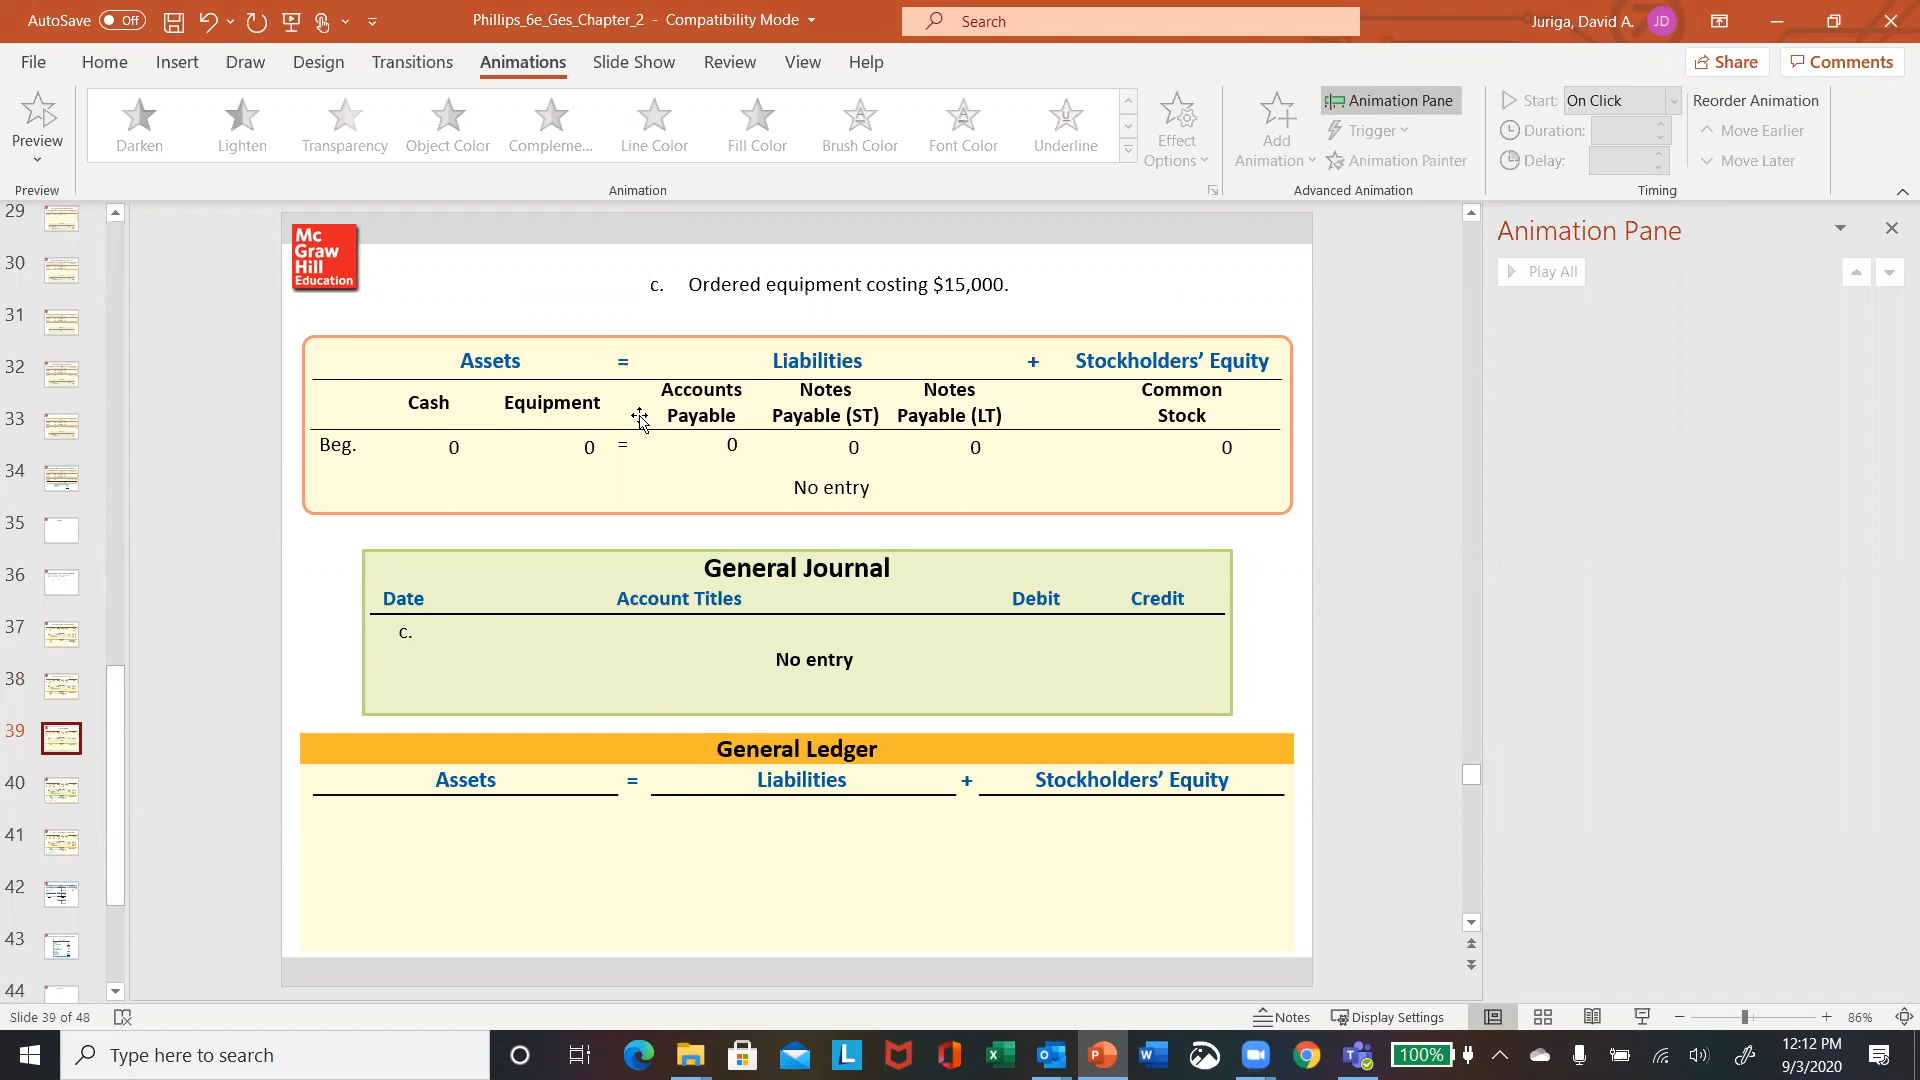 AutoSave Off Phillips_6e_Ges_Chapter_2 - Compatibility Mode Search Juriga, David A. JD
File Home Insert Draw Design Transitions Animations Slide Show Review View Help Share Comments
Preview
Darken Lighten Transparency Object Color Compleme... Line Color Fill Color Brush Color Font Color Underline
Effect Options
Add Animation
Animation Pane
Trigger
Animation Painter
Start: On Click
Duration:
Delay:
Reorder Animation
Move Earlier
Move Later
Preview Animation Advanced Animation Timing
29
30
31
32
33
34
35
36
37
38
39
40
41
42
43
44
Mc
Graw
Hill
Education
c. Ordered equipment costing $15,000.
Assets = Liabilities + Stockholders’ Equity
Cash Equipment Accounts Payable Notes Payable (ST) Notes Payable (LT) Common Stock
Beg. 0 0 = 0 0 0 0
No entry
General Journal
Date Account Titles Debit Credit
c.
No entry
General Ledger
Assets = Liabilities + Stockholders’ Equity
Animation Pane
Play All
Slide 39 of 48 Notes Display Settings 86%
Type here to search 100% 12:12 PM
9/3/2020